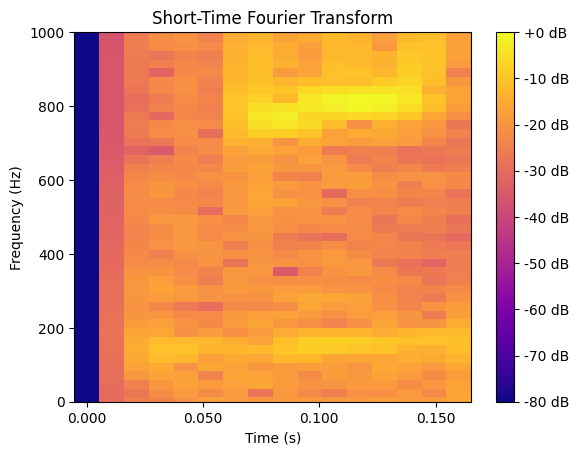 Short-Time Fourier Transform
1000
800
600
400
200
0
Frequency (Hz)
0.000
0.050
0.100
0.150
Time (s)
+0 dB
-10 dB
-20 dB
-30 dB
-40 dB
-50 dB
-60 dB
-70 dB
-80 dB